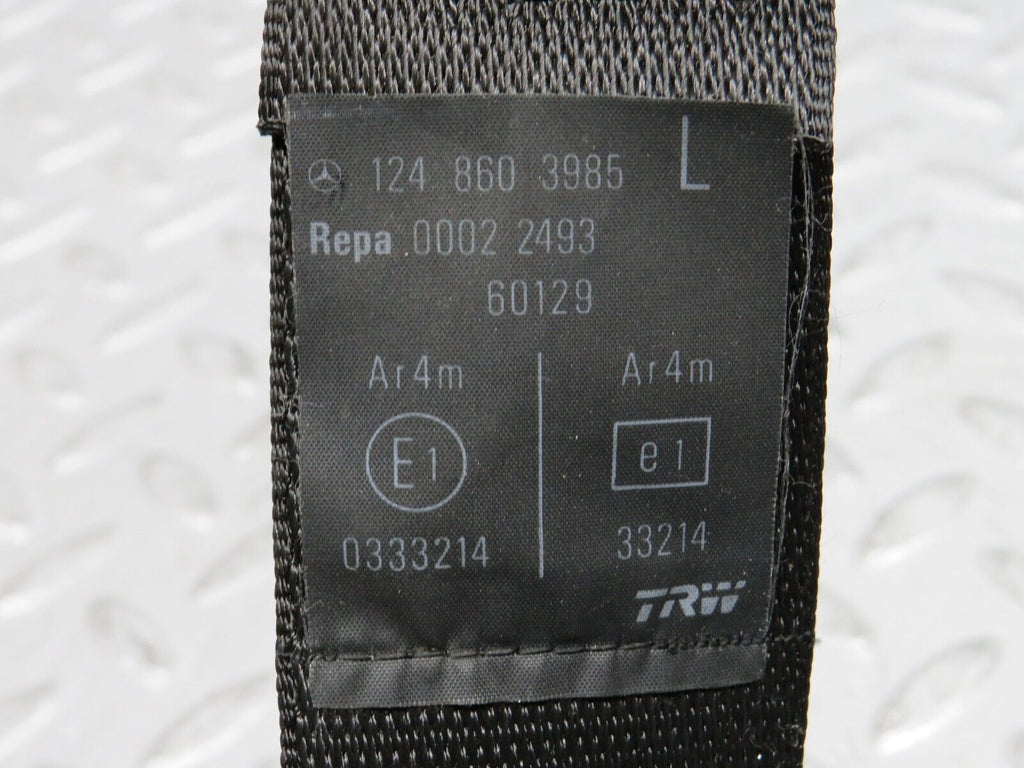 124 860 3985 L
Repa 0002 2493
60129
Ar4m Ar4m
E1 e1
0333214 33214
TRW